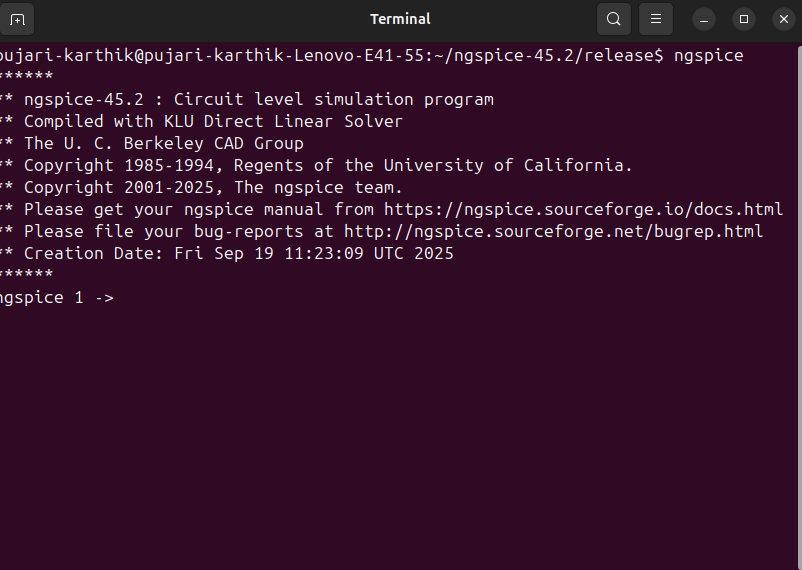 Terminal
pujari-karthik@pujari-karthik-Lenovo-E41-55:~/ngspice-45.2/release$ ngspice
******
** ngspice-45.2 : Circuit level simulation program
** Compiled with KLU Direct Linear Solver
** The U. C. Berkeley CAD Group
** Copyright 1985-1994, Regents of the University of California.
** Copyright 2001-2025, The ngspice team.
** Please get your ngspice manual from https://ngspice.sourceforge.io/docs.html
** Please file your bug-reports at http://ngspice.sourceforge.net/bugrep.html
** Creation Date: Fri Sep 19 11:23:09 UTC 2025
******
ngspice 1 ->